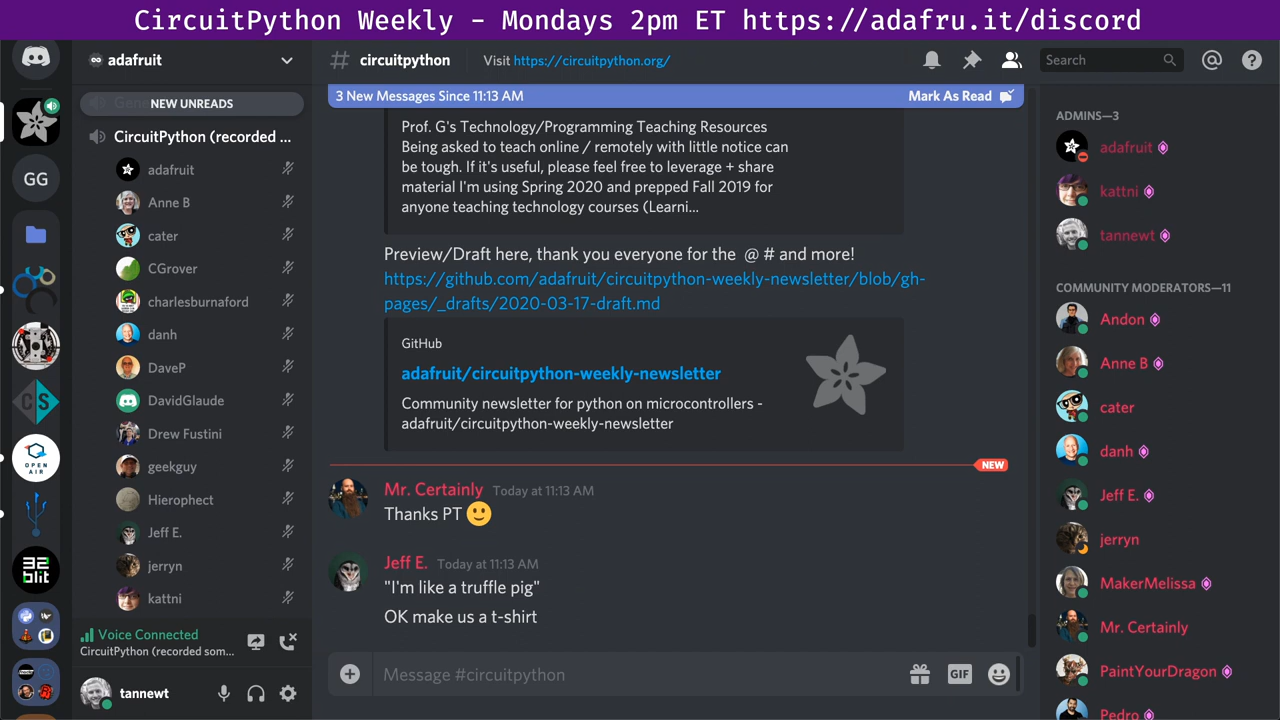 CircuitPython Weekly - Mondays 2pm ET https://adafru.it/discord
adafruit
NEW UNREADS
CircuitPython (recorded ...
adafruit
Anne B
cater
CGrover
charlesburnaford
danh
DaveP
DavidGlaude
Drew Fustini
geekguy
Hierophect
Jeff E.
jerryn
kattni
Voice Connected
CircuitPython (recorded som...
tannewt
GG
CS
OPEN
AIR
32
blit
# circuitpython
Visit https://circuitpython.org/
Search
3 New Messages Since 11:13 AM
Mark As Read
Prof. G's Technology/Programming Teaching Resources
Being asked to teach online / remotely with little notice can
be tough. If it's useful, please feel free to leverage + share
material I'm using Spring 2020 and prepped Fall 2019 for
anyone teaching technology courses (Learni...
Preview/Draft here, thank you everyone for the @ # and more!
https://github.com/adafruit/circuitpython-weekly-newsletter/blob/gh-
pages/_drafts/2020-03-17-draft.md
GitHub
adafruit/circuitpython-weekly-newsletter
Community newsletter for python on microcontrollers -
adafruit/circuitpython-weekly-newsletter
NEW
Mr. Certainly Today at 11:13 AM
Thanks PT 🙂
Jeff E. Today at 11:13 AM
"I'm like a truffle pig"
OK make us a t-shirt
Message #circuitpython
GIF
ADMINS—3
adafruit
kattni
tannewt
COMMUNITY MODERATORS—11
Andon
Anne B
cater
danh
Jeff E.
jerryn
MakerMelissa
Mr. Certainly
PaintYourDragon
Pedro